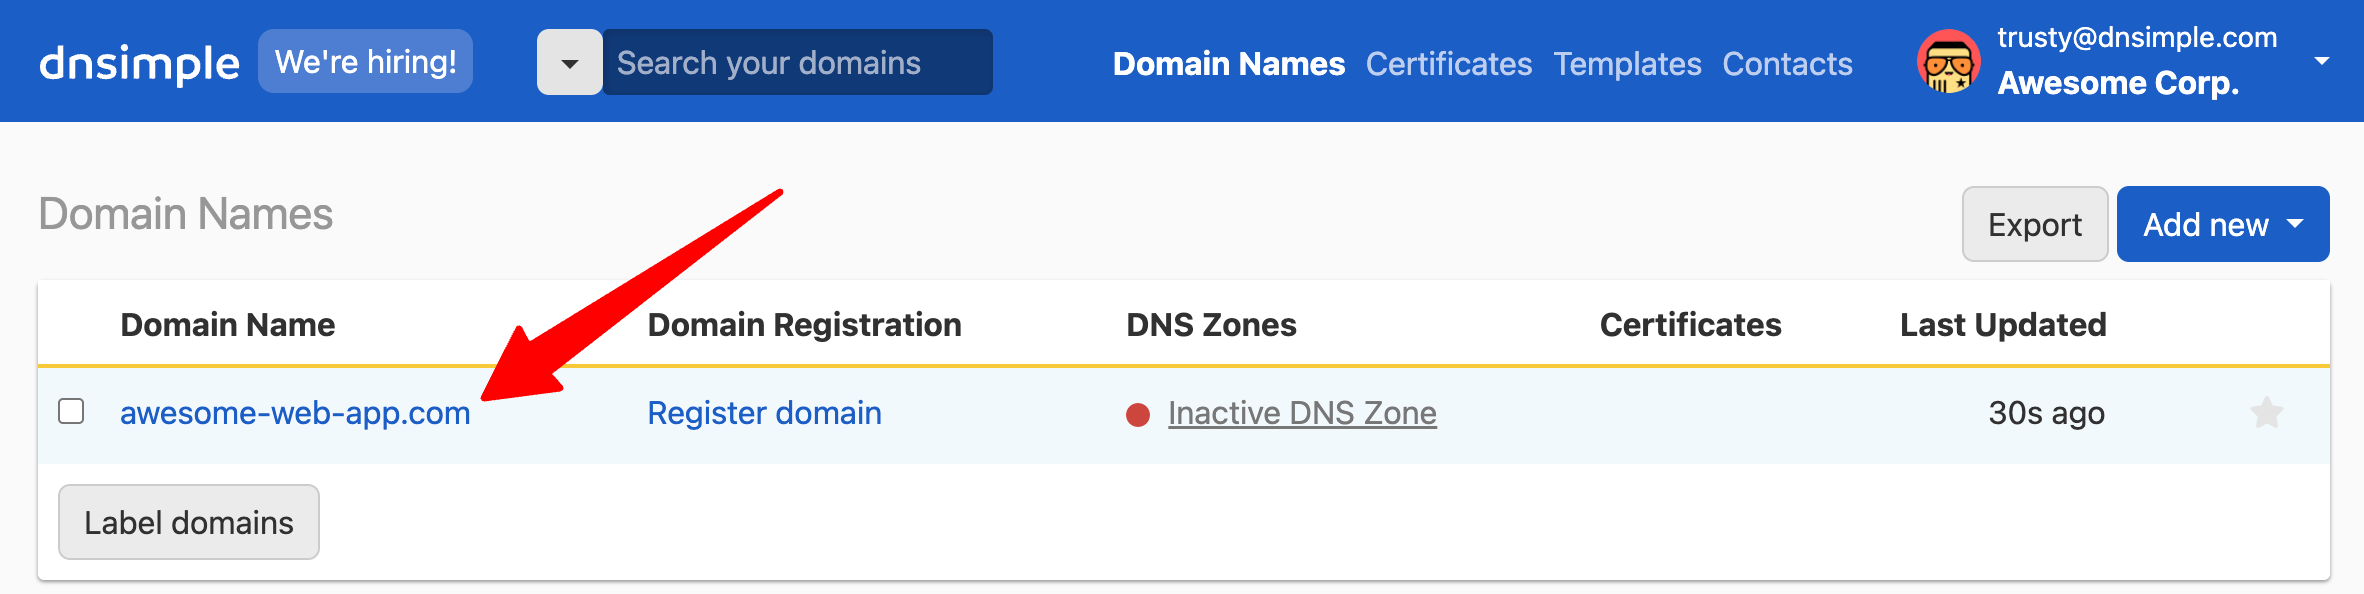 dnsimple We're hiring! Search your domains Domain Names Certificates Templates Contacts trusty@dnsimple.com
Awesome Corp.
Domain Names Export Add new
Domain Name Domain Registration DNS Zones Certificates Last Updated
awesome-web-app.com Register domain Inactive DNS Zone 30s ago
Label domains